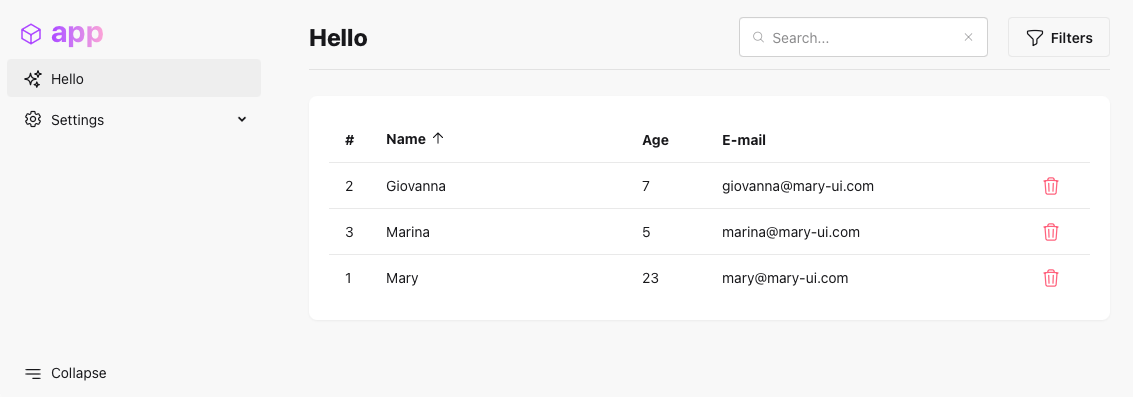 app
Hello
Settings
Collapse
Hello
Search...
Filters
# Name Age E-mail
2 Giovanna 7 giovanna@mary-ui.com
3 Marina 5 marina@mary-ui.com
1 Mary 23 mary@mary-ui.com